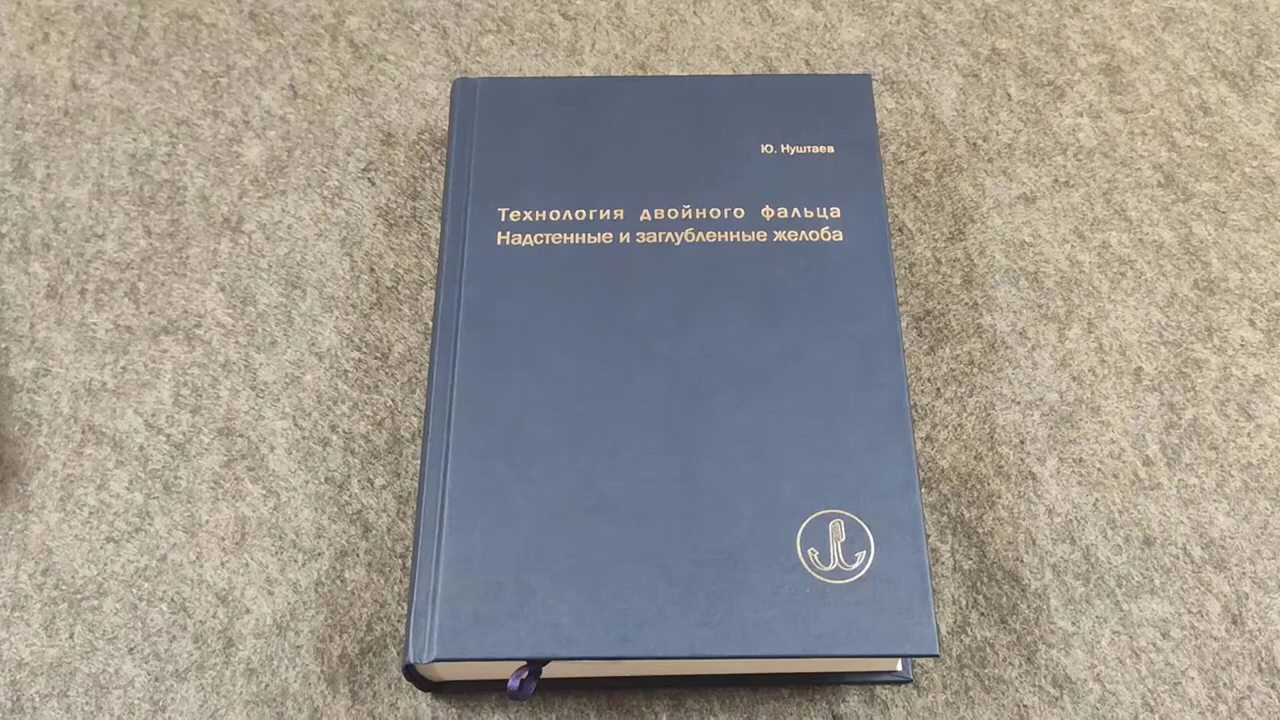 Ю. Нуштаев
Технология двойного фальца
Надстенные и заглубленные желоба